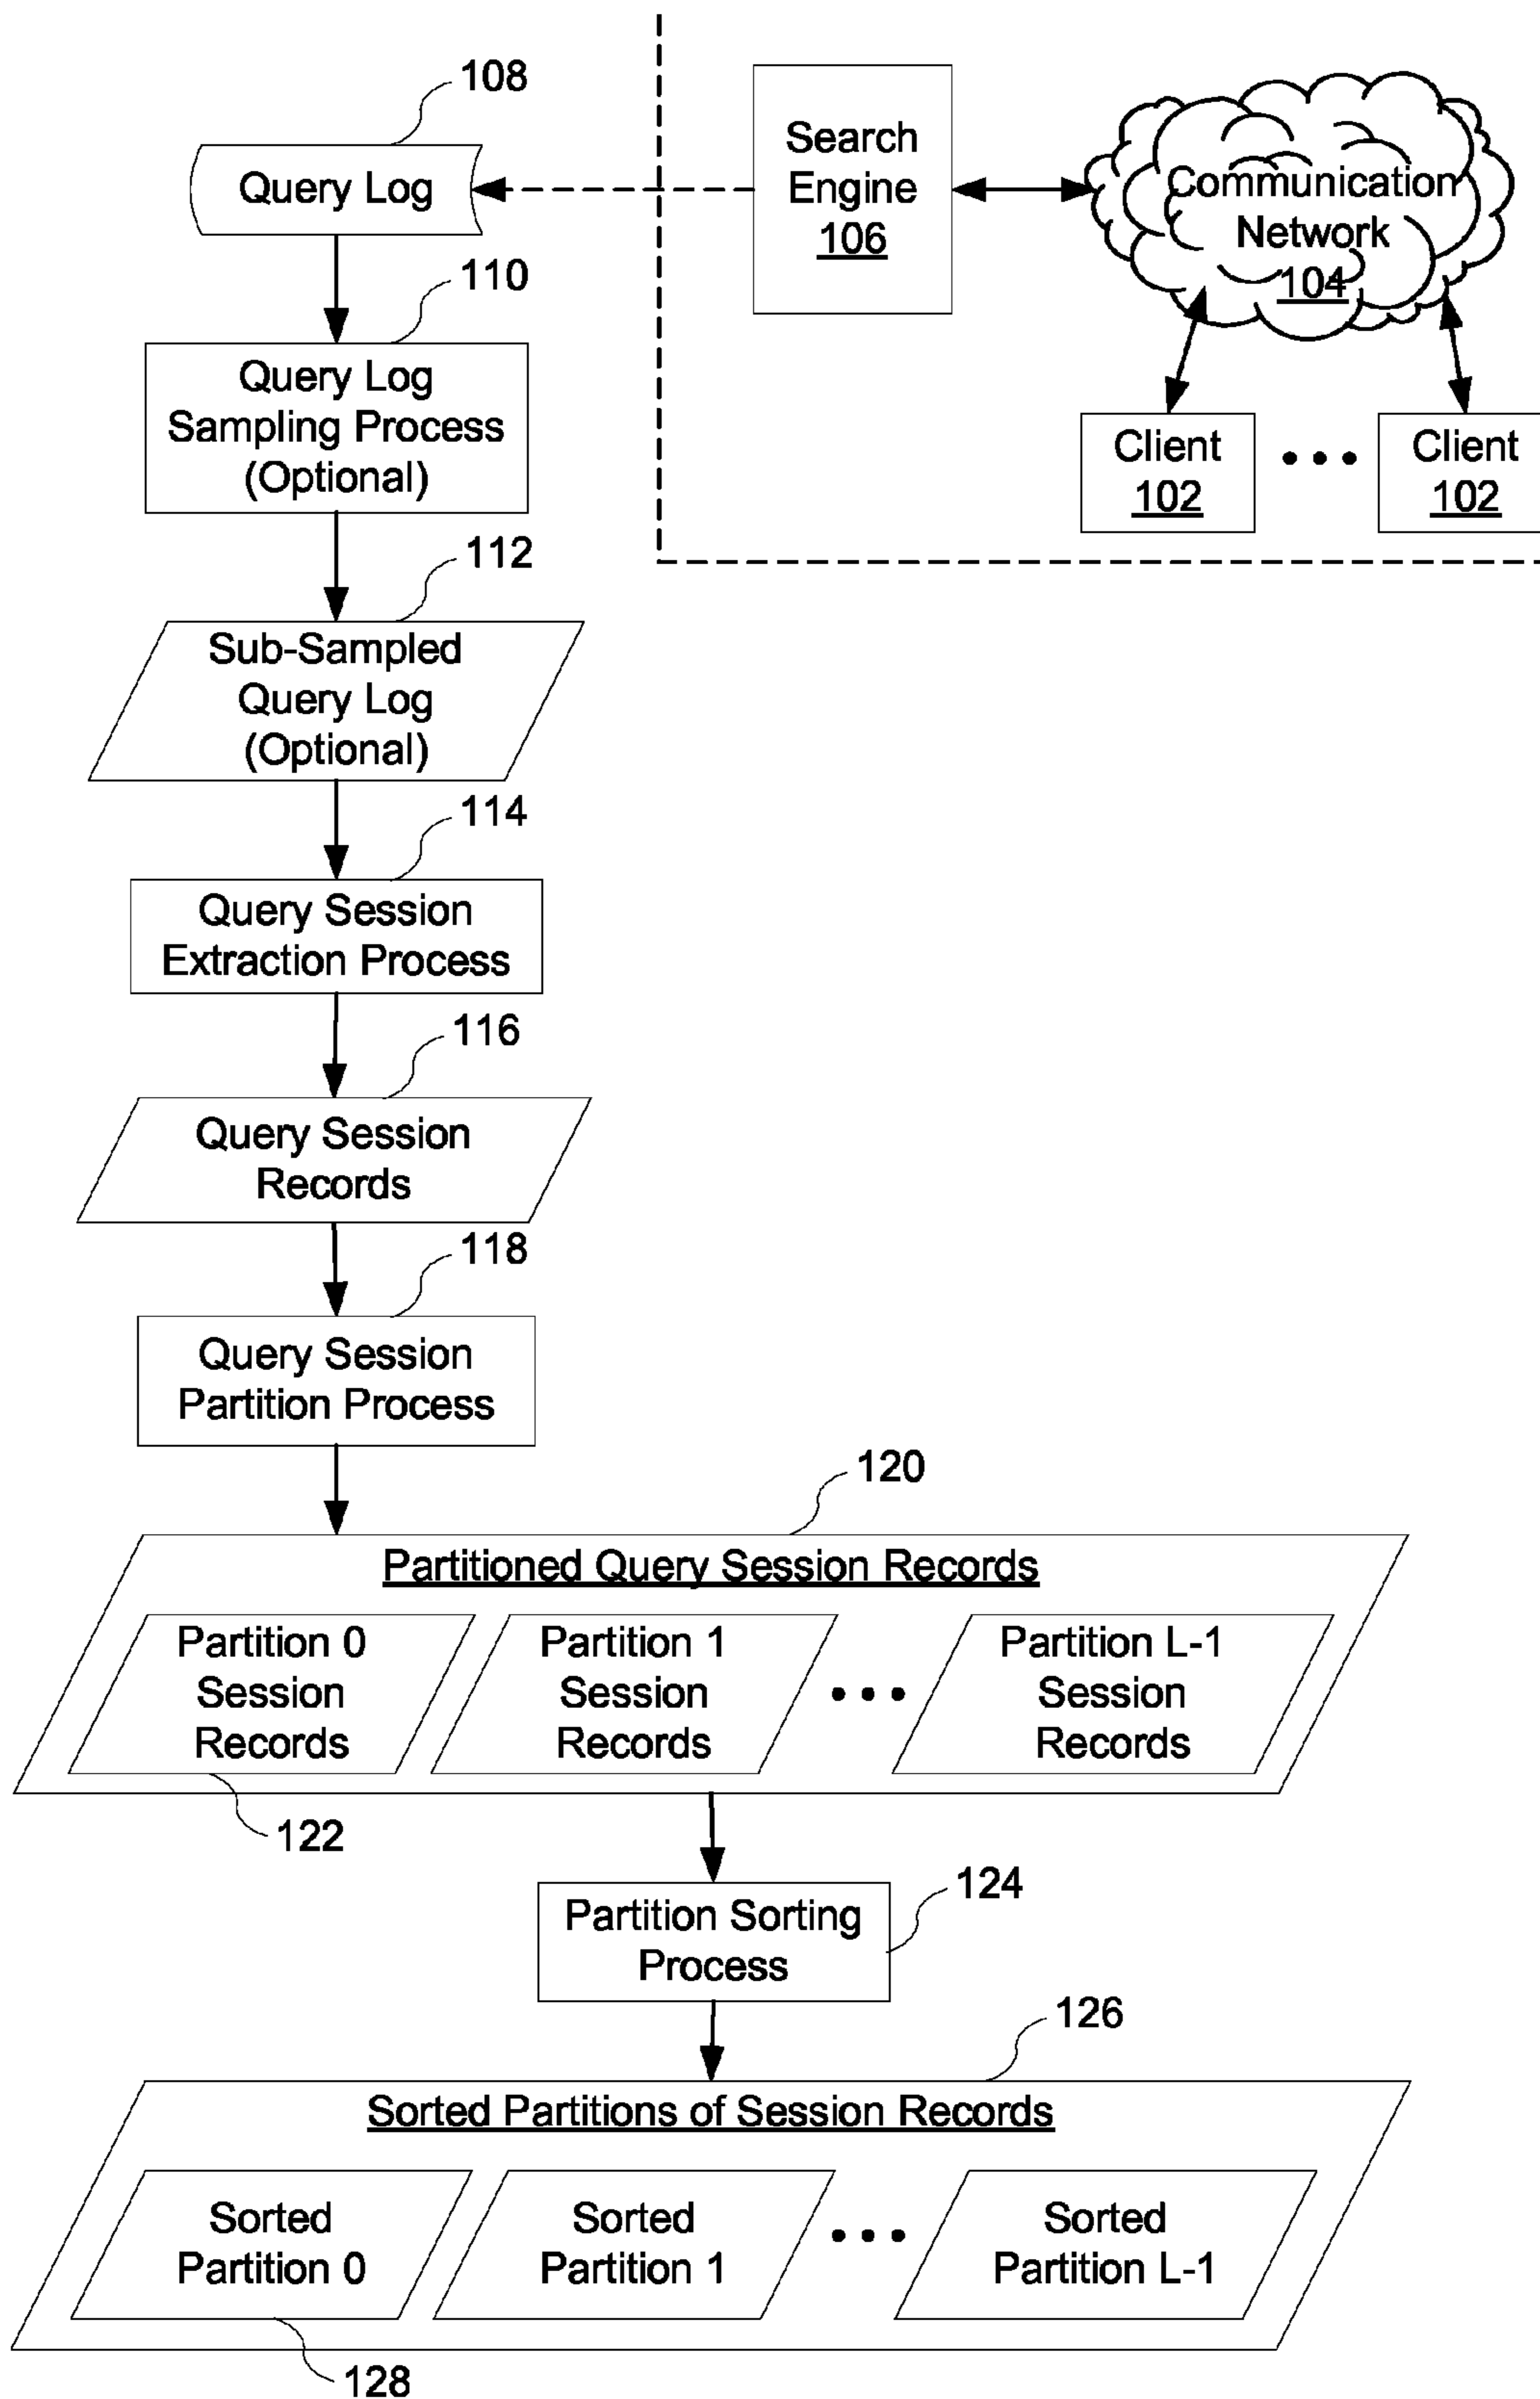 108
Query Log
Search
Engine
106
Communication
Network
104
Client
102
Client
102
110
Query Log
Sampling Process
(Optional)
112
Sub-Sampled
Query Log
(Optional)
114
Query Session
Extraction Process
116
Query Session
Records
118
Query Session
Partition Process
120
Partitioned Query Session Records
Partition 0
Session
Records
Partition 1
Session
Records
Partition L-1
Session
Records
122
Partition Sorting
Process
124
126
Sorted Partitions of Session Records
Sorted
Partition 0
Sorted
Partition 1
Sorted
Partition L-1
128